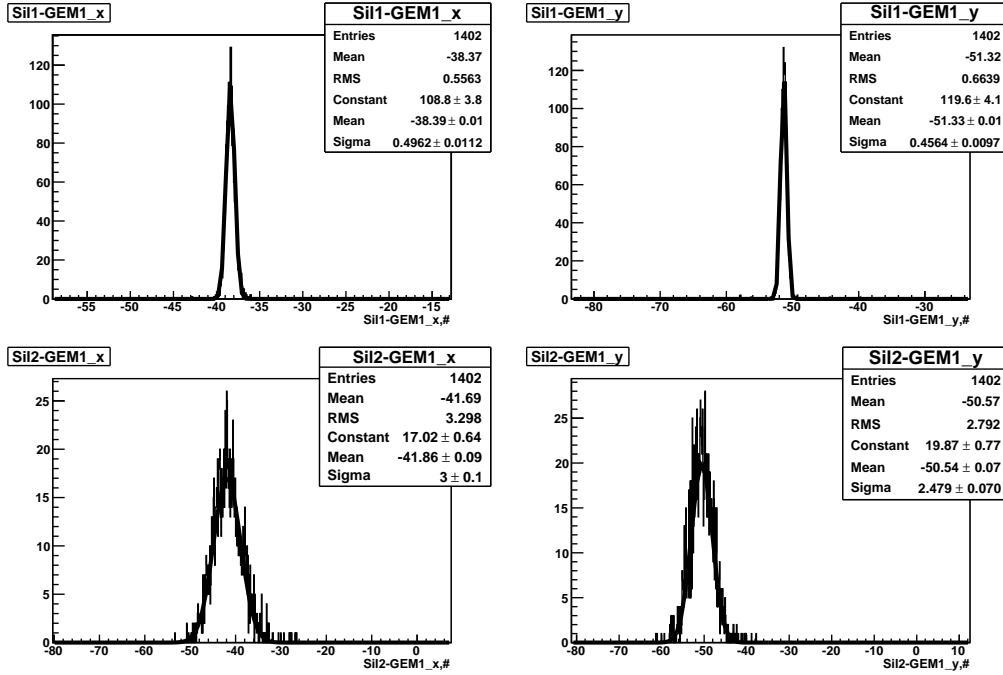 Sil1-GEM1_x
Sil1-GEM1_x
Entries 1402
Mean -38.37
RMS 0.5563
Constant 108.8 ± 3.8
Mean -38.39 ± 0.01
Sigma 0.4962 ± 0.0112
120
100
80
60
40
20
0
-55 -50 -45 -40 -35 -30 -25 -20 -15
Sil1-GEM1_x,#
Sil1-GEM1_y
Sil1-GEM1_y
Entries 1402
Mean -51.32
RMS 0.6639
Constant 119.6 ± 4.1
Mean -51.33 ± 0.01
Sigma 0.4564 ± 0.0097
120
100
80
60
40
20
0
-80 -70 -60 -50 -40 -30
Sil1-GEM1_y,#
Sil2-GEM1_x
Sil2-GEM1_x
Entries 1402
Mean -41.69
RMS 3.298
Constant 17.02 ± 0.64
Mean -41.86 ± 0.09
Sigma 3 ± 0.1
25
20
15
10
5
0
-80 -70 -60 -50 -40 -30 -20 -10 0
Sil2-GEM1_x,#
Sil2-GEM1_y
Sil2-GEM1_y
Entries 1402
Mean -50.57
RMS 2.792
Constant 19.87 ± 0.77
Mean -50.54 ± 0.07
Sigma 2.479 ± 0.070
25
20
15
10
5
0
-80 -70 -60 -50 -40 -30 -20 -10 0 10
Sil2-GEM1_y,#